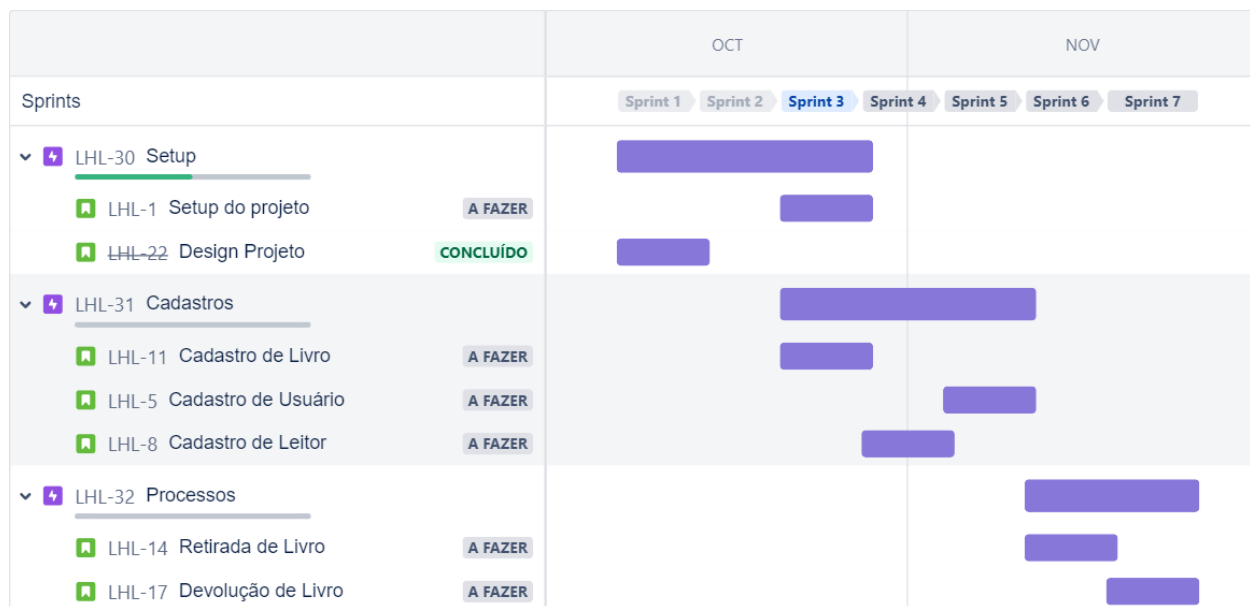 OCT NOV
Sprints Sprint 1 Sprint 2 Sprint 3 Sprint 4 Sprint 5 Sprint 6 Sprint 7
LHL-30 Setup
LHL-1 Setup do projeto A FAZER
LHL-22 Design Projeto CONCLUÍDO
LHL-31 Cadastros
LHL-11 Cadastro de Livro A FAZER
LHL-5 Cadastro de Usuário A FAZER
LHL-8 Cadastro de Leitor A FAZER
LHL-32 Processos
LHL-14 Retirada de Livro A FAZER
LHL-17 Devolução de Livro A FAZER